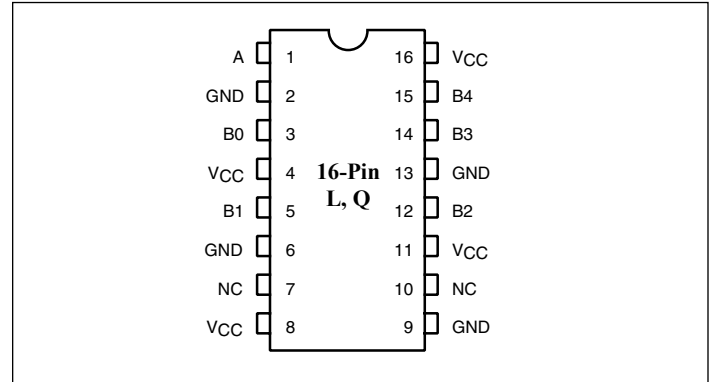 A 1 16 VCC
GND 2 15 B4
B0 3 14 B3
VCC 4 16-Pin 13 GND
B1 5 L, Q 12 B2
GND 6 11 VCC
NC 7 10 NC
VCC 8 9 GND